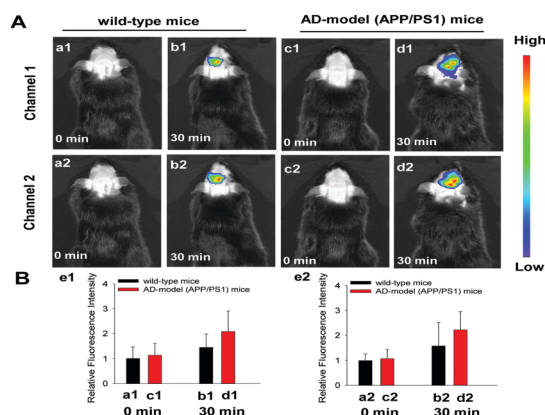 A
wild-type mice
AD-model (APP/PS1) mice
High
Channel 1
a1
0 min
b1
30 min
c1
0 min
d1
30 min
Channel 2
a2
0 min
b2
30 min
c2
0 min
d2
30 min
Low
B
e1
Relative Fluorescence Intensity
4
3
2
1
0
wild-type mice
AD-model (APP/PS1) mice
a1 c1 b1 d1
0 min 30 min
e2
Relative Fluorescence Intensity
4
3
2
1
0
wild-type mice
AD-model (APP/PS1) mice
a2 c2 b2 d2
0 min 30 min